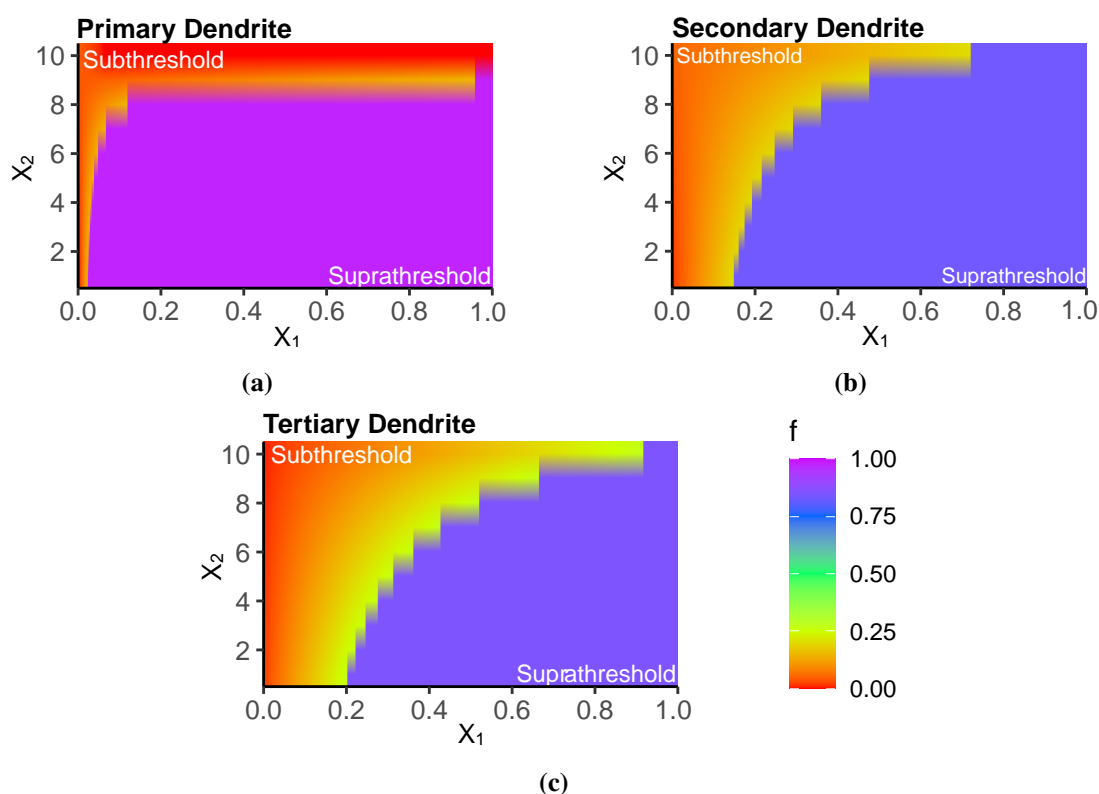 Primary Dendrite
Subthreshold
Suprathreshold
10
8
6
4
2
X₂
0.0 0.2 0.4 0.6 0.8 1.0
X₁
(a)
Secondary Dendrite
Subthreshold
Suprathreshold
10
8
6
4
2
X₂
0.0 0.2 0.4 0.6 0.8 1.0
X₁
(b)
Tertiary Dendrite
Subthreshold
Suprathreshold
10
8
6
4
2
X₂
0.0 0.2 0.4 0.6 0.8 1.0
X₁
(c)
f
1.00
0.75
0.50
0.25
0.00